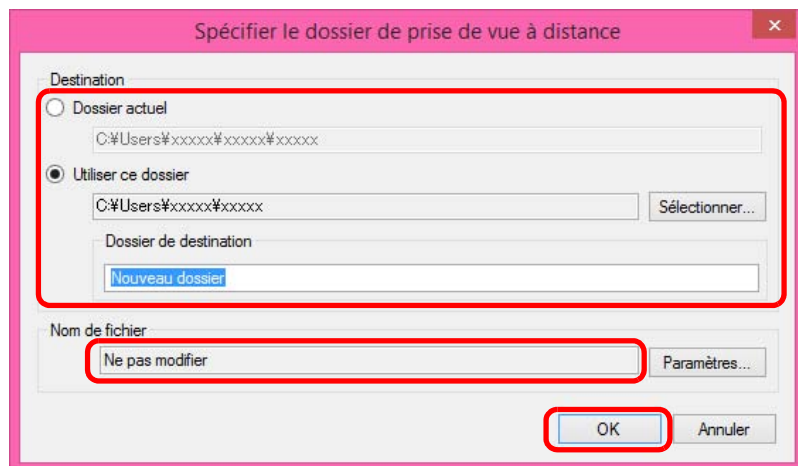 Spécifier le dossier de prise de vue à distance
Destination
Dossier actuel
C:¥Users¥xxxxx¥xxxxx¥xxxxx
Utiliser ce dossier
C:¥Users¥xxxxx¥xxxxx
Sélectionner...
Dossier de destination
Nouveau dossier
Nom de fichier
Ne pas modifier
Paramètres...
OK
Annuler